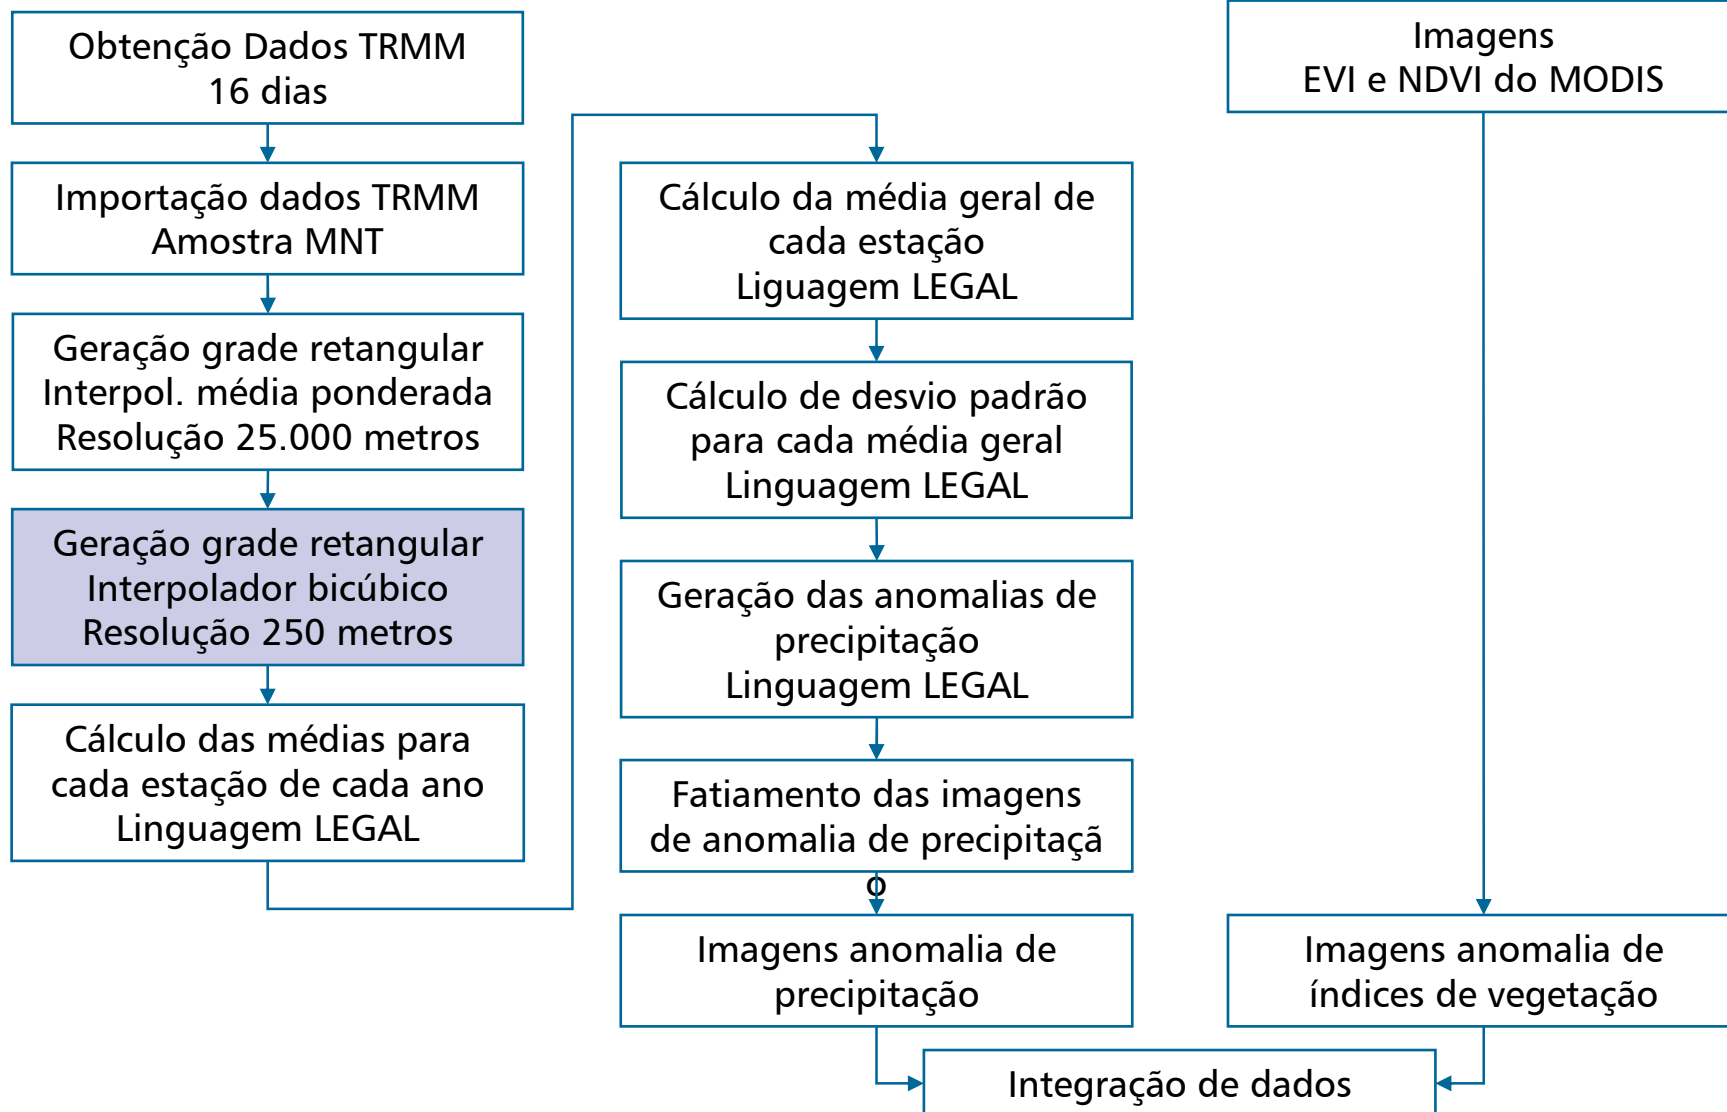 Obtenção Dados TRMM
16 dias
Importação dados TRMM
Amostra MNT
Geração grade retangular
Interpol. média ponderada
Resolução 25.000 metros
Geração grade retangular
Interpolador bicúbico
Resolução 250 metros
Cálculo das médias para
cada estação de cada ano
Linguagem LEGAL
Cálculo da média geral de
cada estação
Liguagem LEGAL
Cálculo de desvio padrão
para cada média geral
Linguagem LEGAL
Geração das anomalias de
precipitação
Linguagem LEGAL
Fatiamento das imagens
de anomalia de precipitaçã
o
Imagens anomalia de
precipitação
Imagens
EVI e NDVI do MODIS
Imagens anomalia de
índices de vegetação
Integração de dados